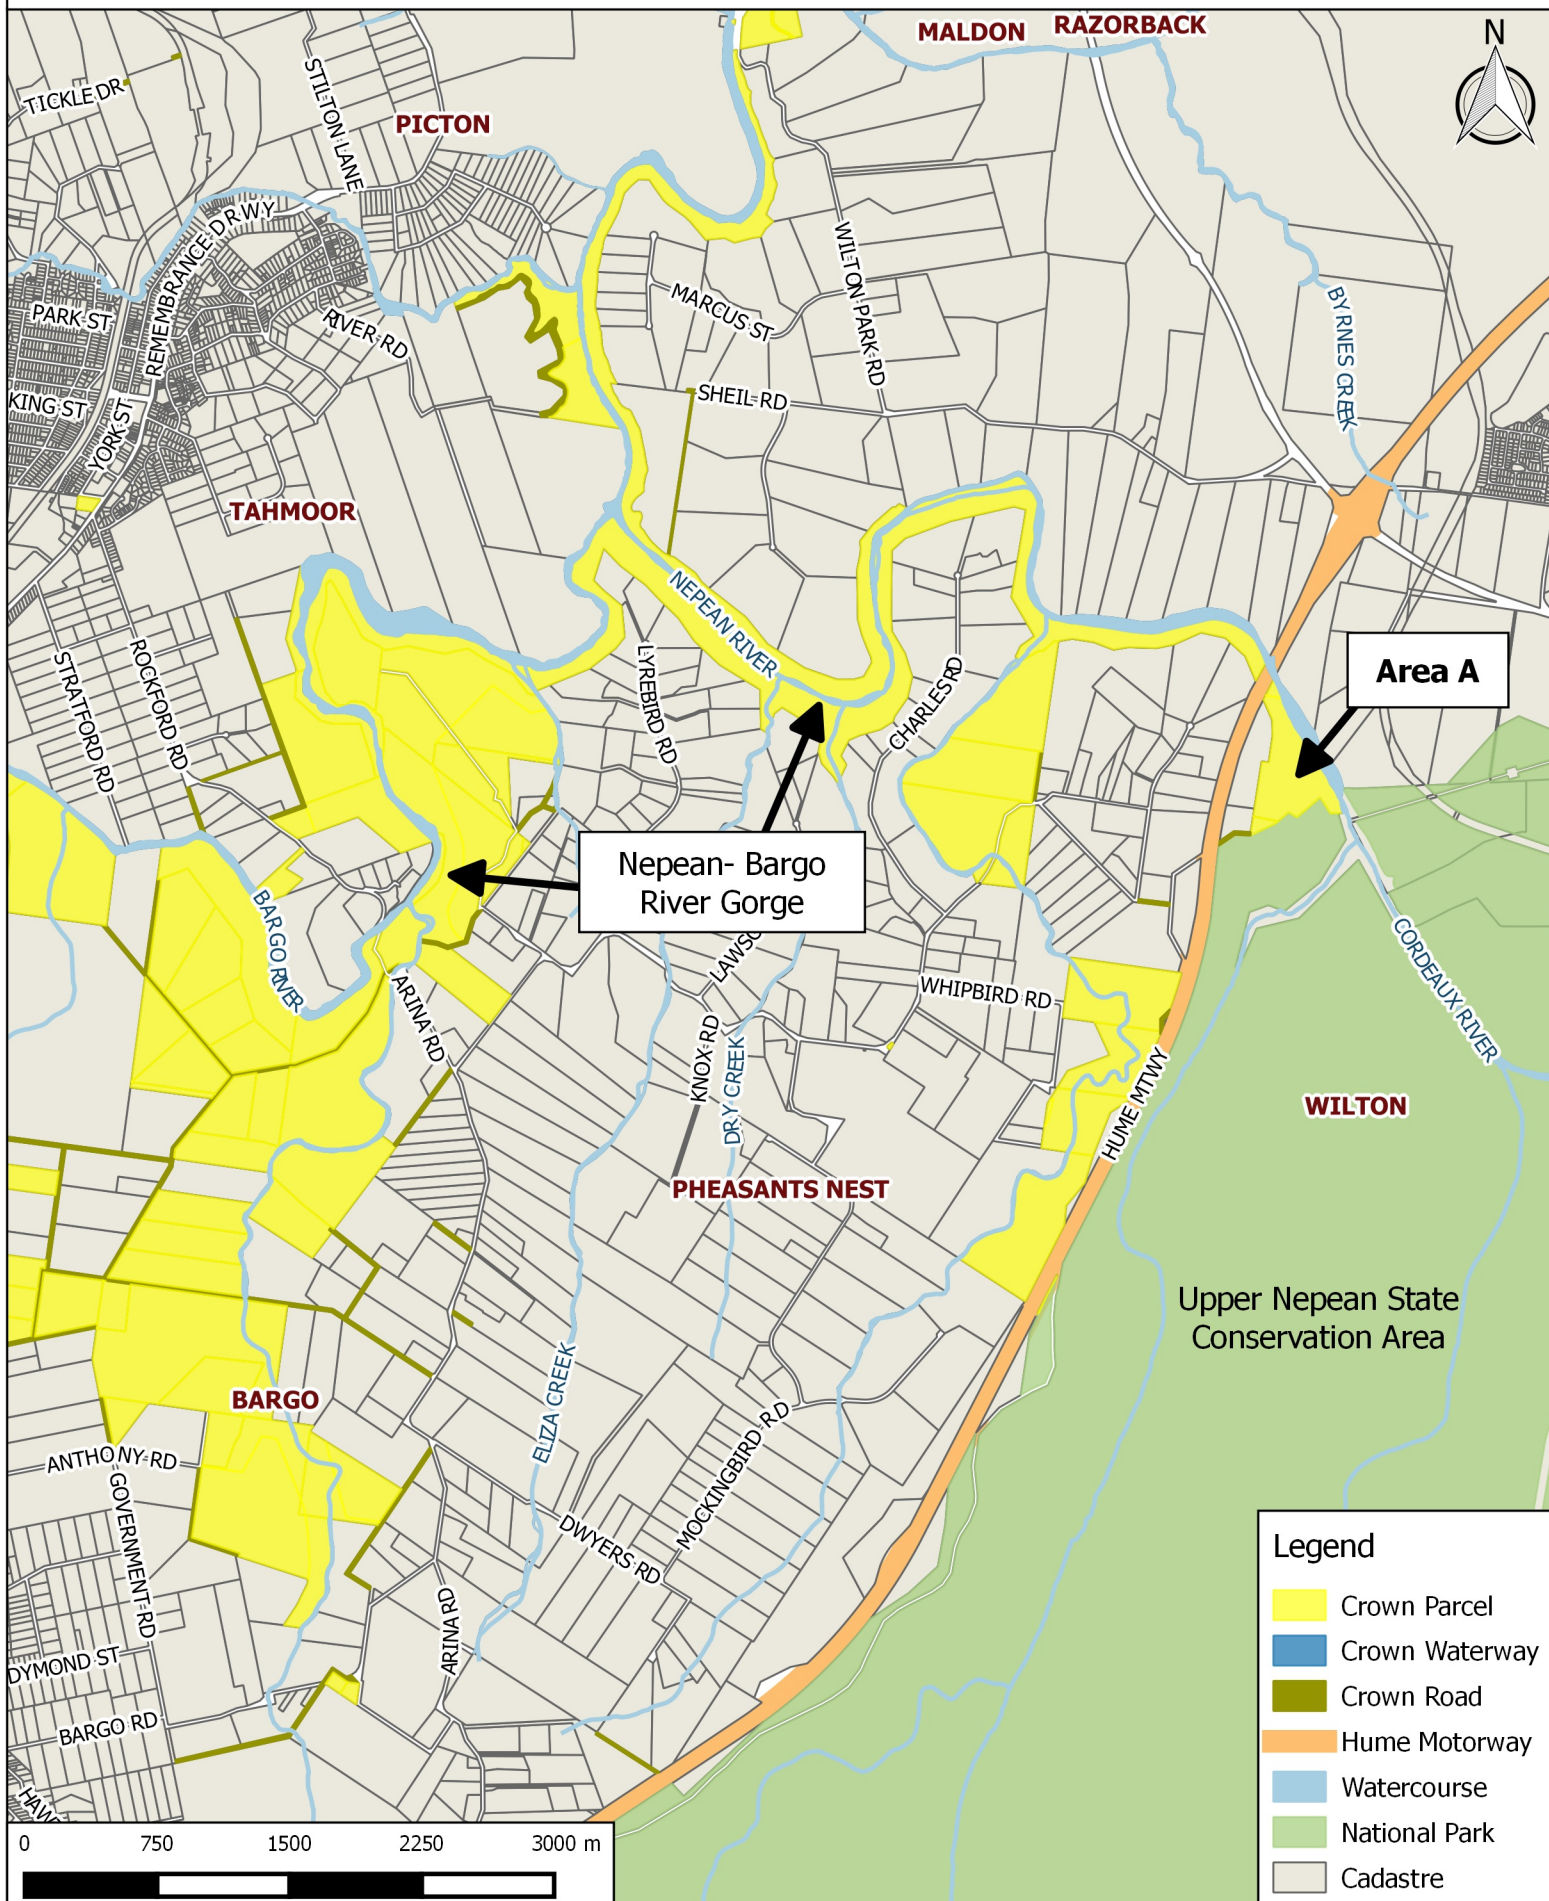 MALDON
RAZORBACK
N
TICKLE DR
STILTON LANE
PICTON
REMEMBRANCE DRWY
WILTON PARK RD
PARK ST
RIVER RD
MARCUS ST
BYRNES CREEK
KING ST
YORK ST
SHEIL RD
TAHMOOR
NEPEAN RIVER
STRATFORD RD
ROCKFORD RD
LYREBIRD RD
CHARLES RD
Area A
Nepean- Bargo
River Gorge
BARGO RIVER
LAWSO
CORDEAUX RIVER
ARINA RD
WHIPBIRD RD
KNOX RD
DRY CREEK
HUME MTWY
WILTON
PHEASANTS NEST
Upper Nepean State
Conservation Area
ELIZA CREEK
BARGO
MOCKINGBIRD RD
ANTHONY RD
GOVERNMENT RD
DWYERS RD
ARINA RD
DYMOND ST
BARGO RD
HAW
Legend
Crown Parcel
Crown Waterway
Crown Road
Hume Motorway
Watercourse
National Park
Cadastre
0 750 1500 2250 3000 m